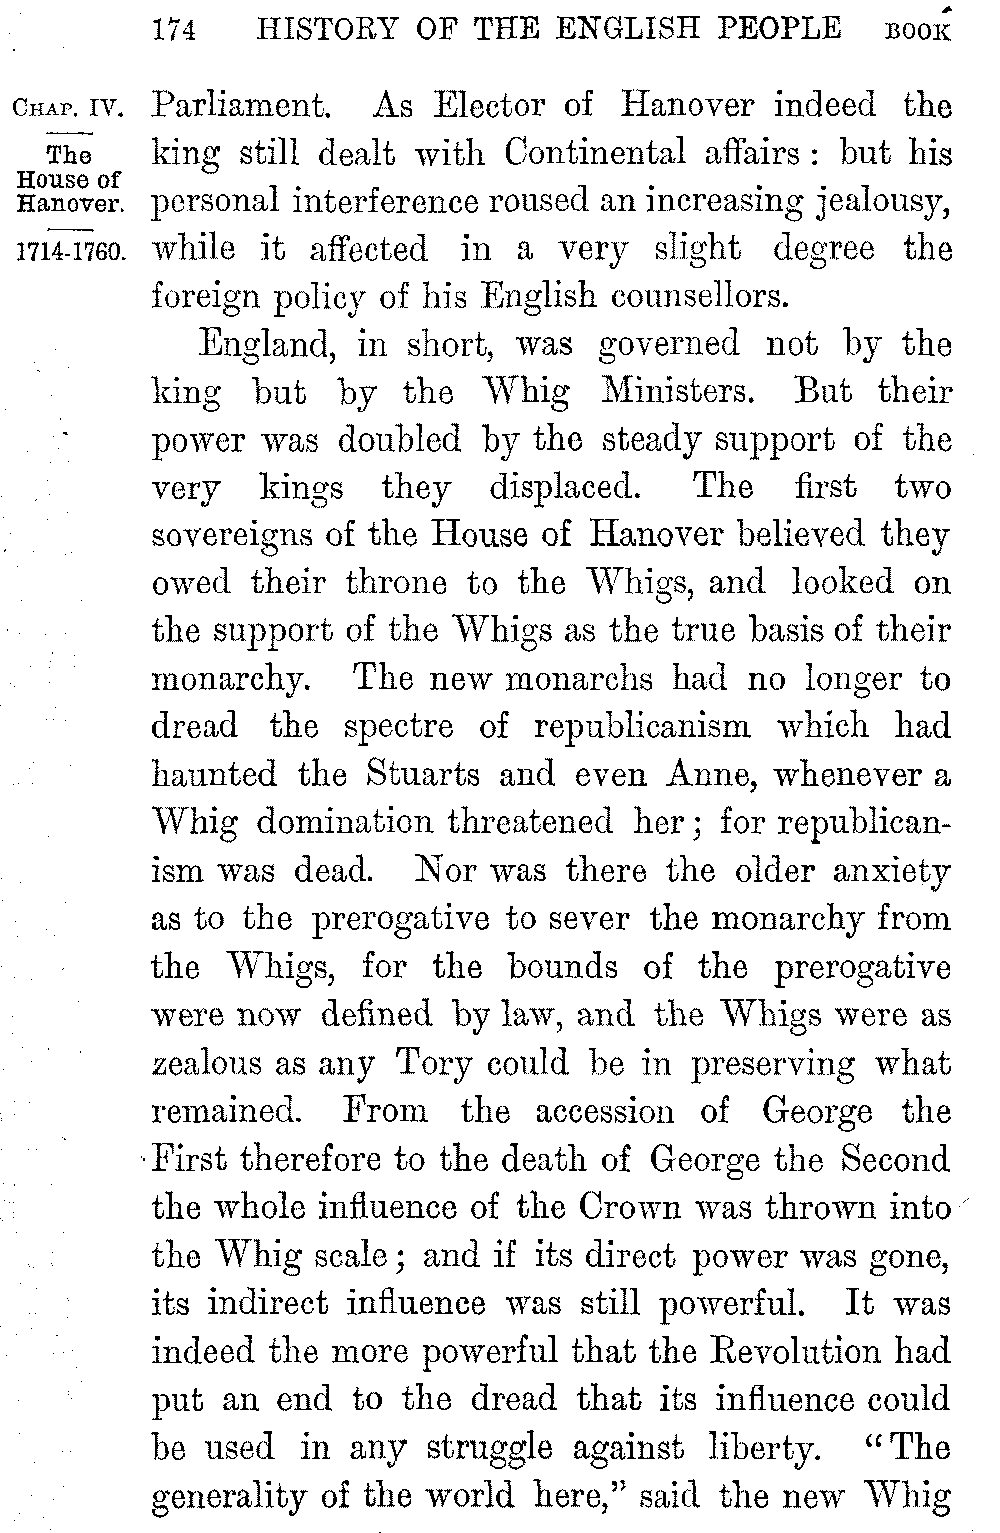 174 HISTORY OF THE ENGLISH PEOPLE BOOK
CHAP. IV.
The
House of
Hanover.
1714-1760.
Parliament. As Elector of Hanover indeed the
king still dealt with Continental affairs : but his
personal interference roused an increasing jealousy,
while it affected in a very slight degree the
foreign policy of his English counsellors.
England, in short, was governed not by the
king but by the Whig Ministers. But their
power was doubled by the steady support of the
very kings they displaced. The first two
sovereigns of the House of Hanover believed they
owed their throne to the Whigs, and looked on
the support of the Whigs as the true basis of their
monarchy. The new monarchs had no longer to
dread the spectre of republicanism which had
haunted the Stuarts and even Anne, whenever a
Whig domination threatened her ; for republican-
ism was dead. Nor was there the older anxiety
as to the prerogative to sever the monarchy from
the Whigs, for the bounds of the prerogative
were now defined by law, and the Whigs were as
zealous as any Tory could be in preserving what
remained. From the accession of George the
First therefore to the death of George the Second
the whole influence of the Crown was thrown into
the Whig scale ; and if its direct power was gone,
its indirect influence was still powerful. It was
indeed the more powerful that the Revolution had
put an end to the dread that its influence could
be used in any struggle against liberty. "The
generality of the world here," said the new Whig